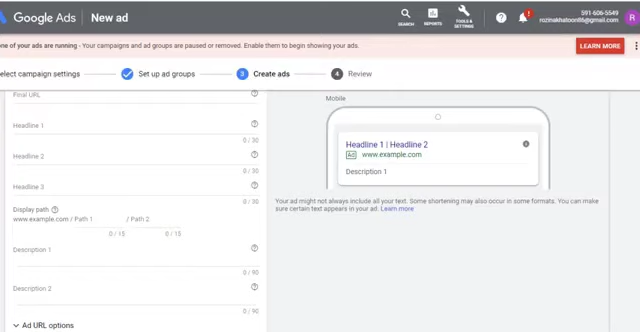 Google Ads | New ad
SEARCH
REPORTS
TOOLS &
SETTINGS
591-606-5549
rozinakhatoon86@gmail.com
R
one of your ads are running - Your campaigns and ad groups are paused or removed. Enable them to begin showing your ads.
LEARN MORE
elect campaign settings
Set up ad groups
3 Create ads
4 Review
Final URL
Headline 1
0 / 30
Headline 2
0 / 30
Headline 3
0 / 30
Display path
www.example.com / Path 1 / Path 2
0 / 15 0 / 15
Description 1
0 / 90
Description 2
0 / 90
Ad URL options
Mobile
Headline 1 | Headline 2
Ad www.example.com
Description 1
Your ad might not always include all your text. Some shortening may also occur in some formats. You can make
sure certain text appears in your ad. Learn more